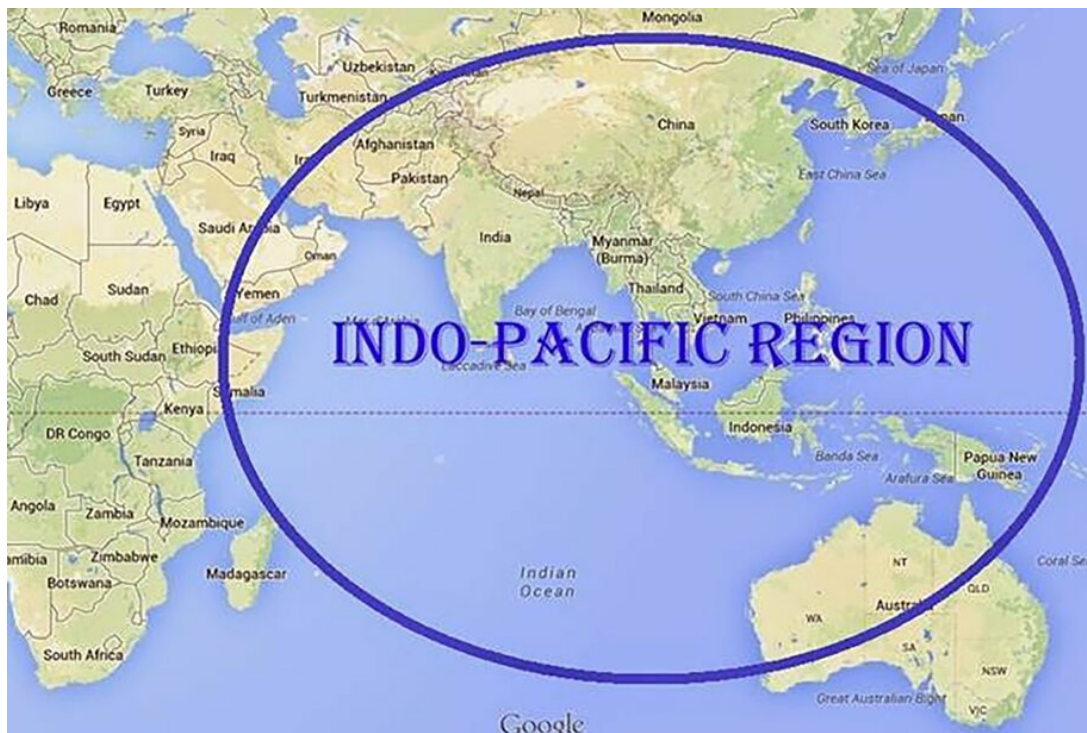 Mongolia
Romania
Uzbekistan
Sea of Japan
Greece
Turkey
Turkmenistan
South Korea
China
Syria
Afghanistan
Iraq
Pakistan
East China Sea
Nepal
Libya
Egypt
Saudi Arabia
India
Myanmar
(Burma)
Oman
Thailand
Yemen
Chad
Sudan
South China Sea
Bay of Bengal
Vietnam
Philippines
INDO-PACIFIC REGION
Ethiopi
South Sudan
Laccadive Sea
Malaysia
Somalia
Kenya
DR Congo
Indonesia
Banda Sea
Papua New
Guinea
Tanzania
Arafura Sea
Angola
Zambia
Mozambique
Zimbabwe
amibia
Botswana
Madagascar
Indian
Ocean
NT
Coral Se
QLD
Australia
WA
SA
South Africa
NSW
Great Australian Bight
VIC
Google